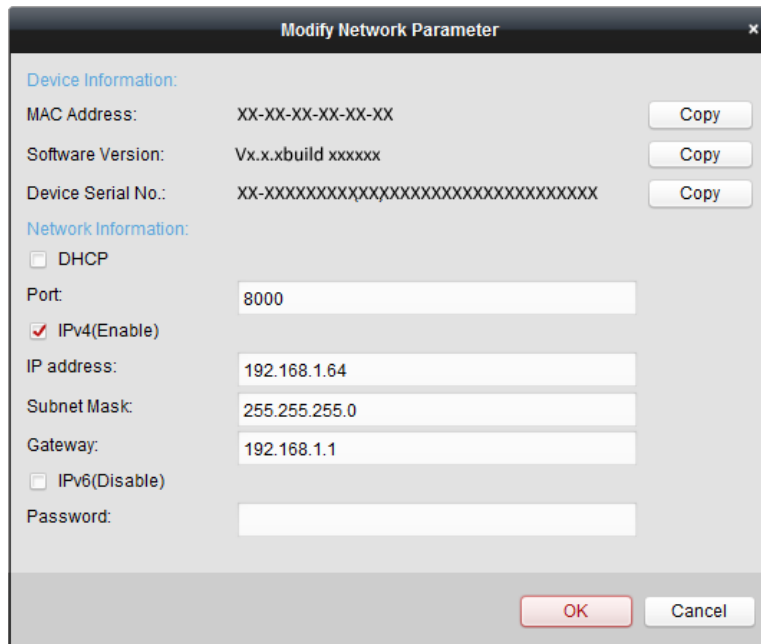 Modify Network Parameter ×
Device Information:
MAC Address: XX-XX-XX-XX-XX-XX Copy
Software Version: Vx.x.xbuild xxxxxx Copy
Device Serial No.: XX-XXXXXXXXXXXXXXXXXXXXXXXXXXXXXXXX Copy
Network Information:
DHCP
Port: 8000
IPv4(Enable)
IP address: 192.168.1.64
Subnet Mask: 255.255.255.0
Gateway: 192.168.1.1
IPv6(Disable)
Password:
OK Cancel